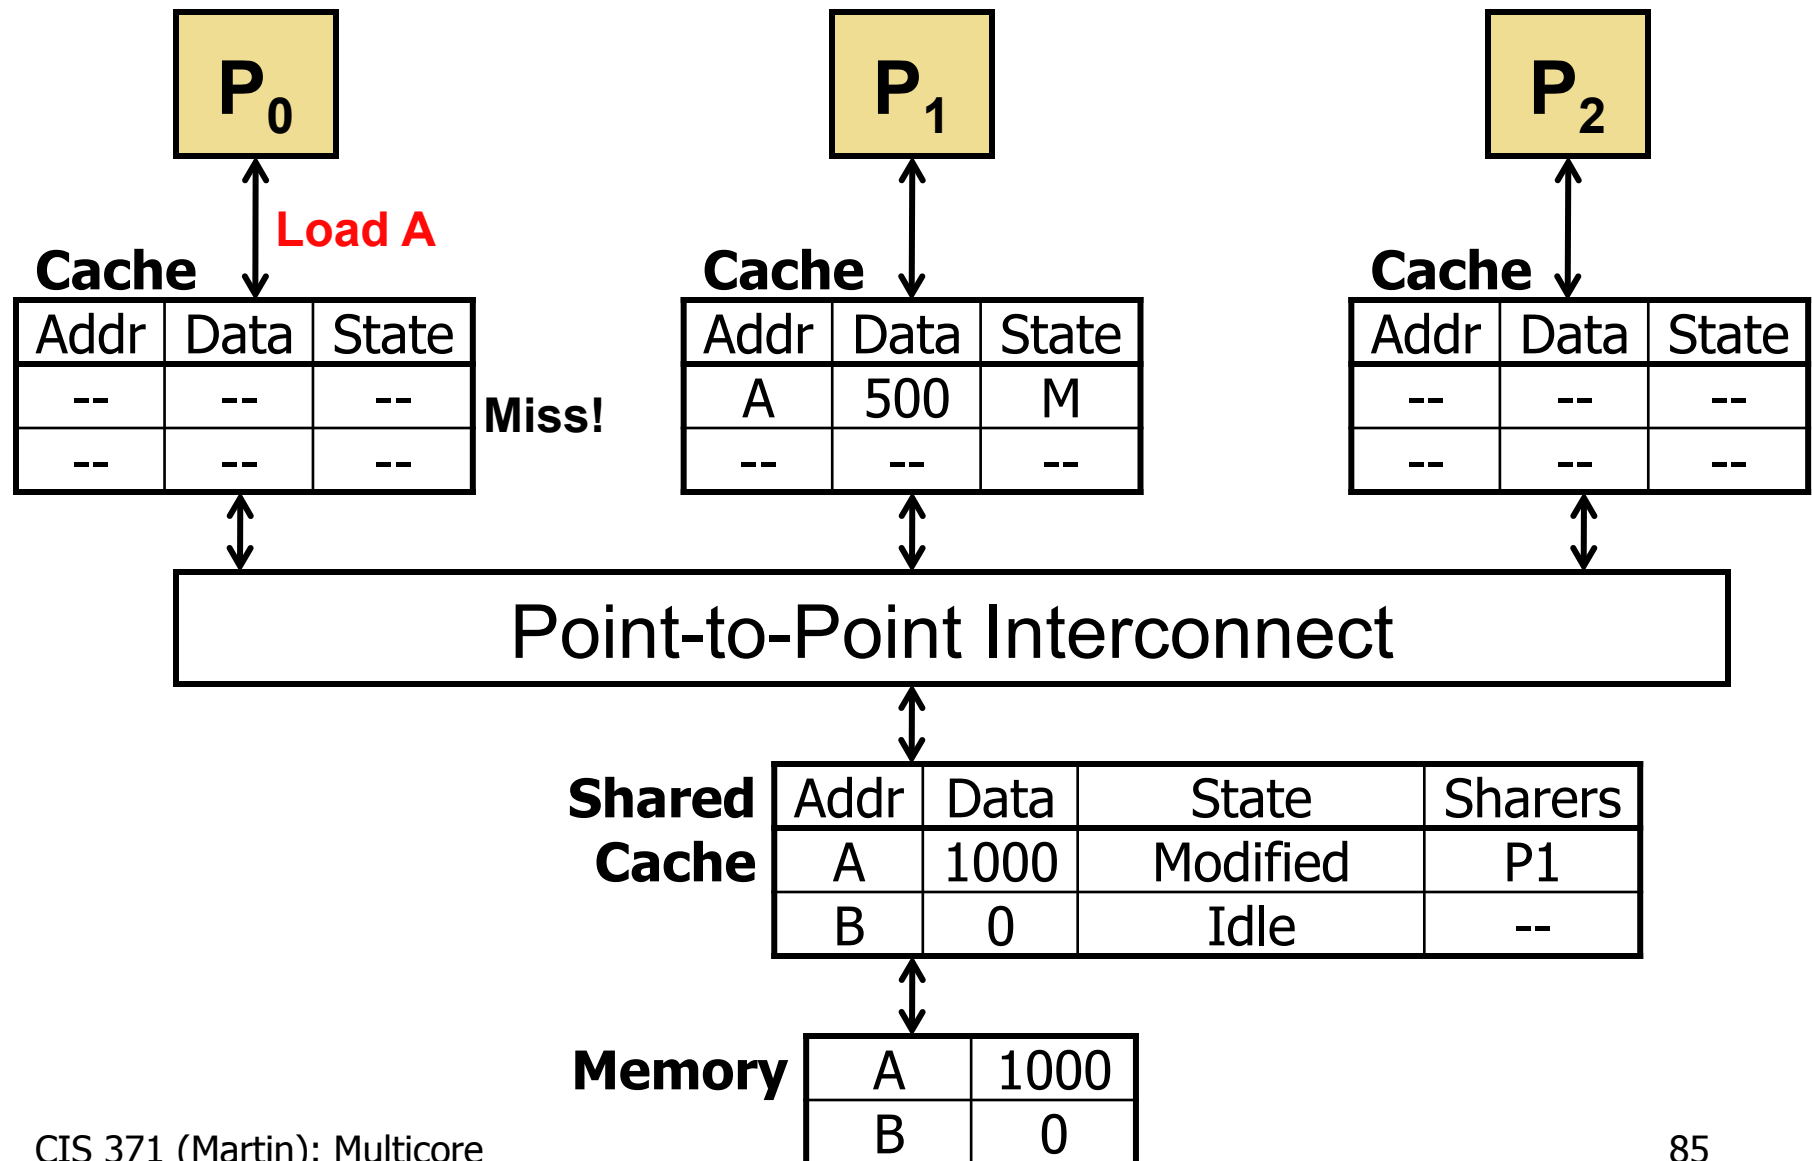 P0 P1 P2
Load A
Cache Cache Cache
Addr Data State Addr Data State Addr Data State
-- -- -- Miss! A 500 M -- -- --
-- -- -- -- -- -- -- -- --
Point-to-Point Interconnect
Shared Addr Data State Sharers
Cache A 1000 Modified P1
B 0 Idle --
Memory A 1000
B 0
CIS 371 (Martin): Multicore 85